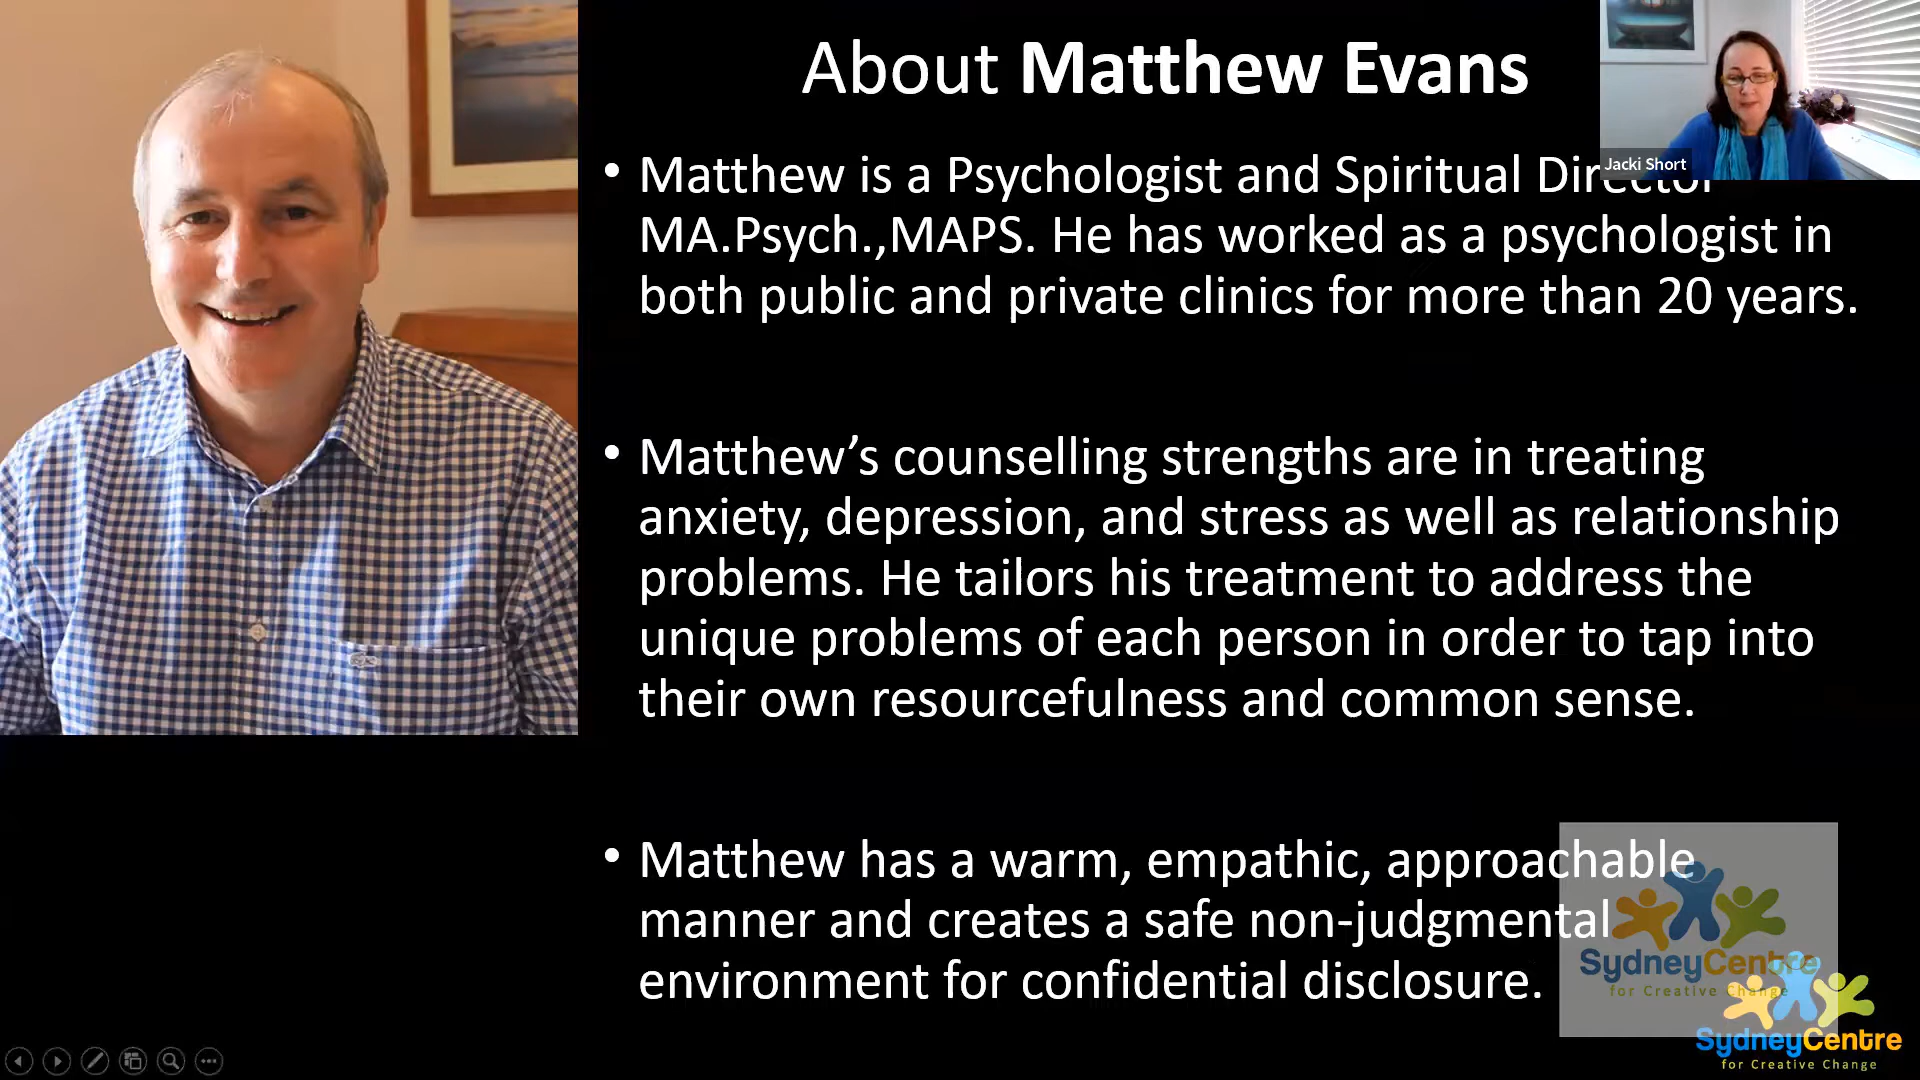 About Matthew Evans
Jacki Short
• Matthew is a Psychologist and Spiritual Director
MA.Psych.,MAPS. He has worked as a psychologist in
both public and private clinics for more than 20 years.
• Matthew’s counselling strengths are in treating
anxiety, depression, and stress as well as relationship
problems. He tailors his treatment to address the
unique problems of each person in order to tap into
their own resourcefulness and common sense.
• Matthew has a warm, empathic, approachable
manner and creates a safe non-judgmental
environment for confidential disclosure.
SydneyCentre
for Creative Change
SydneyCentre
for Creative Change